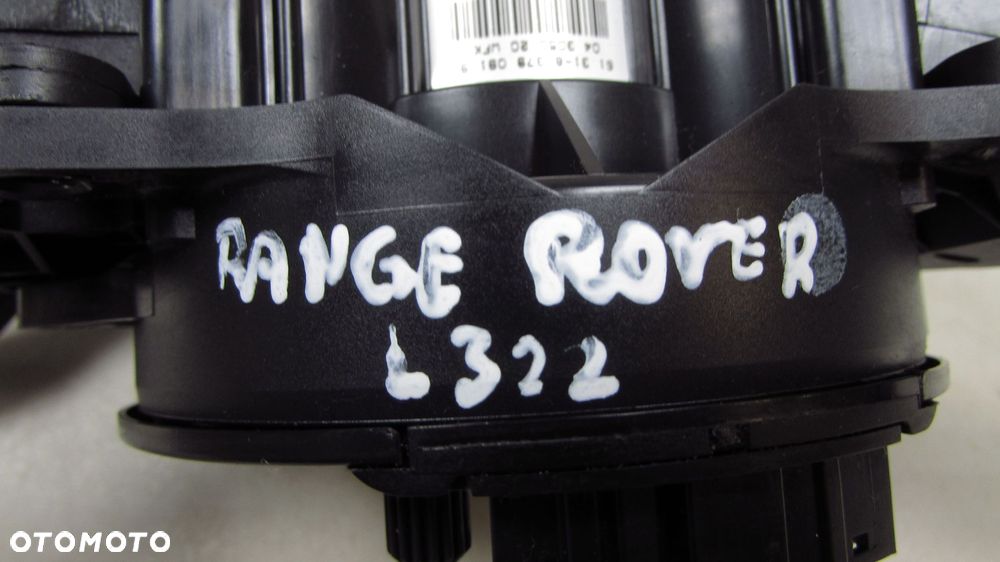 RANGE ROVER
L322
OTOMOTO